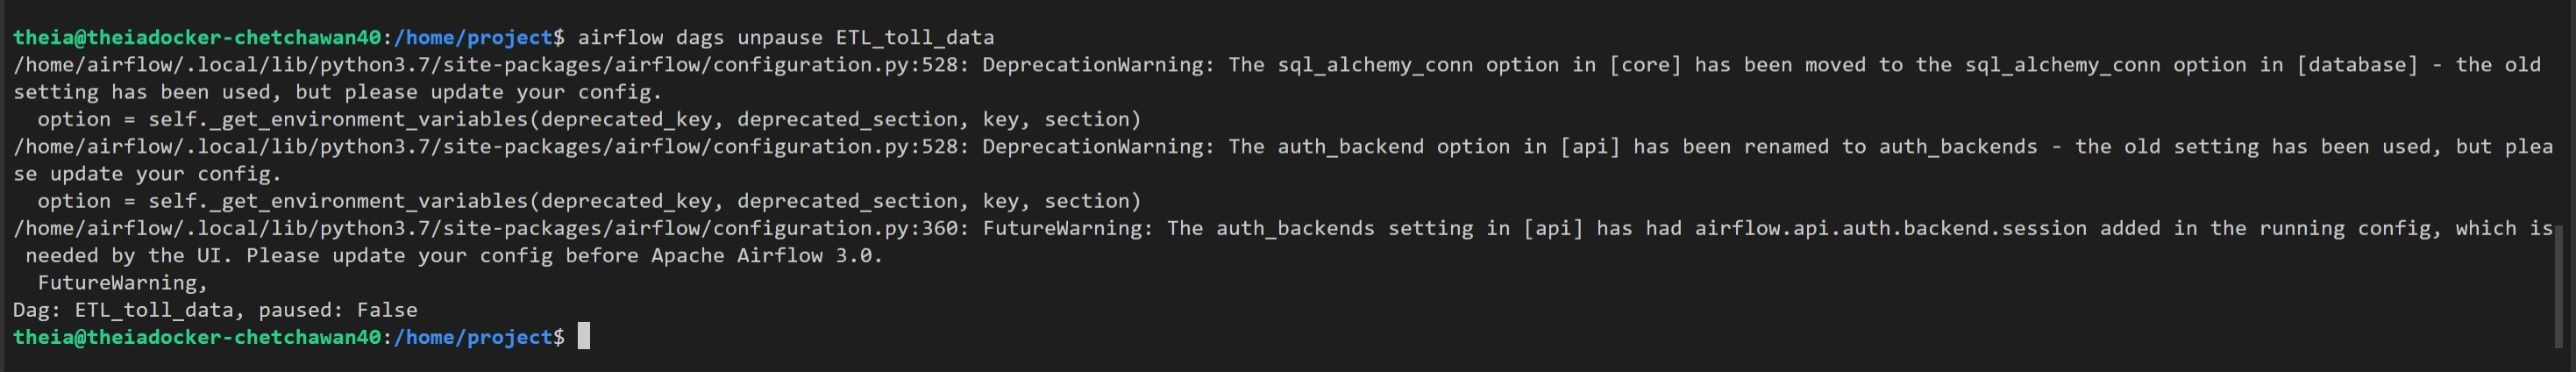 theia@theiadocker-chetchawan40:/home/project$ airflow dags unpause ETL_toll_data
/home/airflow/.local/lib/python3.7/site-packages/airflow/configuration.py:528: DeprecationWarning: The sql_alchemy_conn option in [core] has been moved to the sql_alchemy_conn option in [database] - the old
setting has been used, but please update your config.
  option = self._get_environment_variables(deprecated_key, deprecated_section, key, section)
/home/airflow/.local/lib/python3.7/site-packages/airflow/configuration.py:528: DeprecationWarning: The auth_backend option in [api] has been renamed to auth_backends - the old setting has been used, but plea
se update your config.
  option = self._get_environment_variables(deprecated_key, deprecated_section, key, section)
/home/airflow/.local/lib/python3.7/site-packages/airflow/configuration.py:360: FutureWarning: The auth_backends setting in [api] has had airflow.api.auth.backend.session added in the running config, which is
 needed by the UI. Please update your config before Apache Airflow 3.0.
  FutureWarning,
Dag: ETL_toll_data, paused: False
theia@theiadocker-chetchawan40:/home/project$